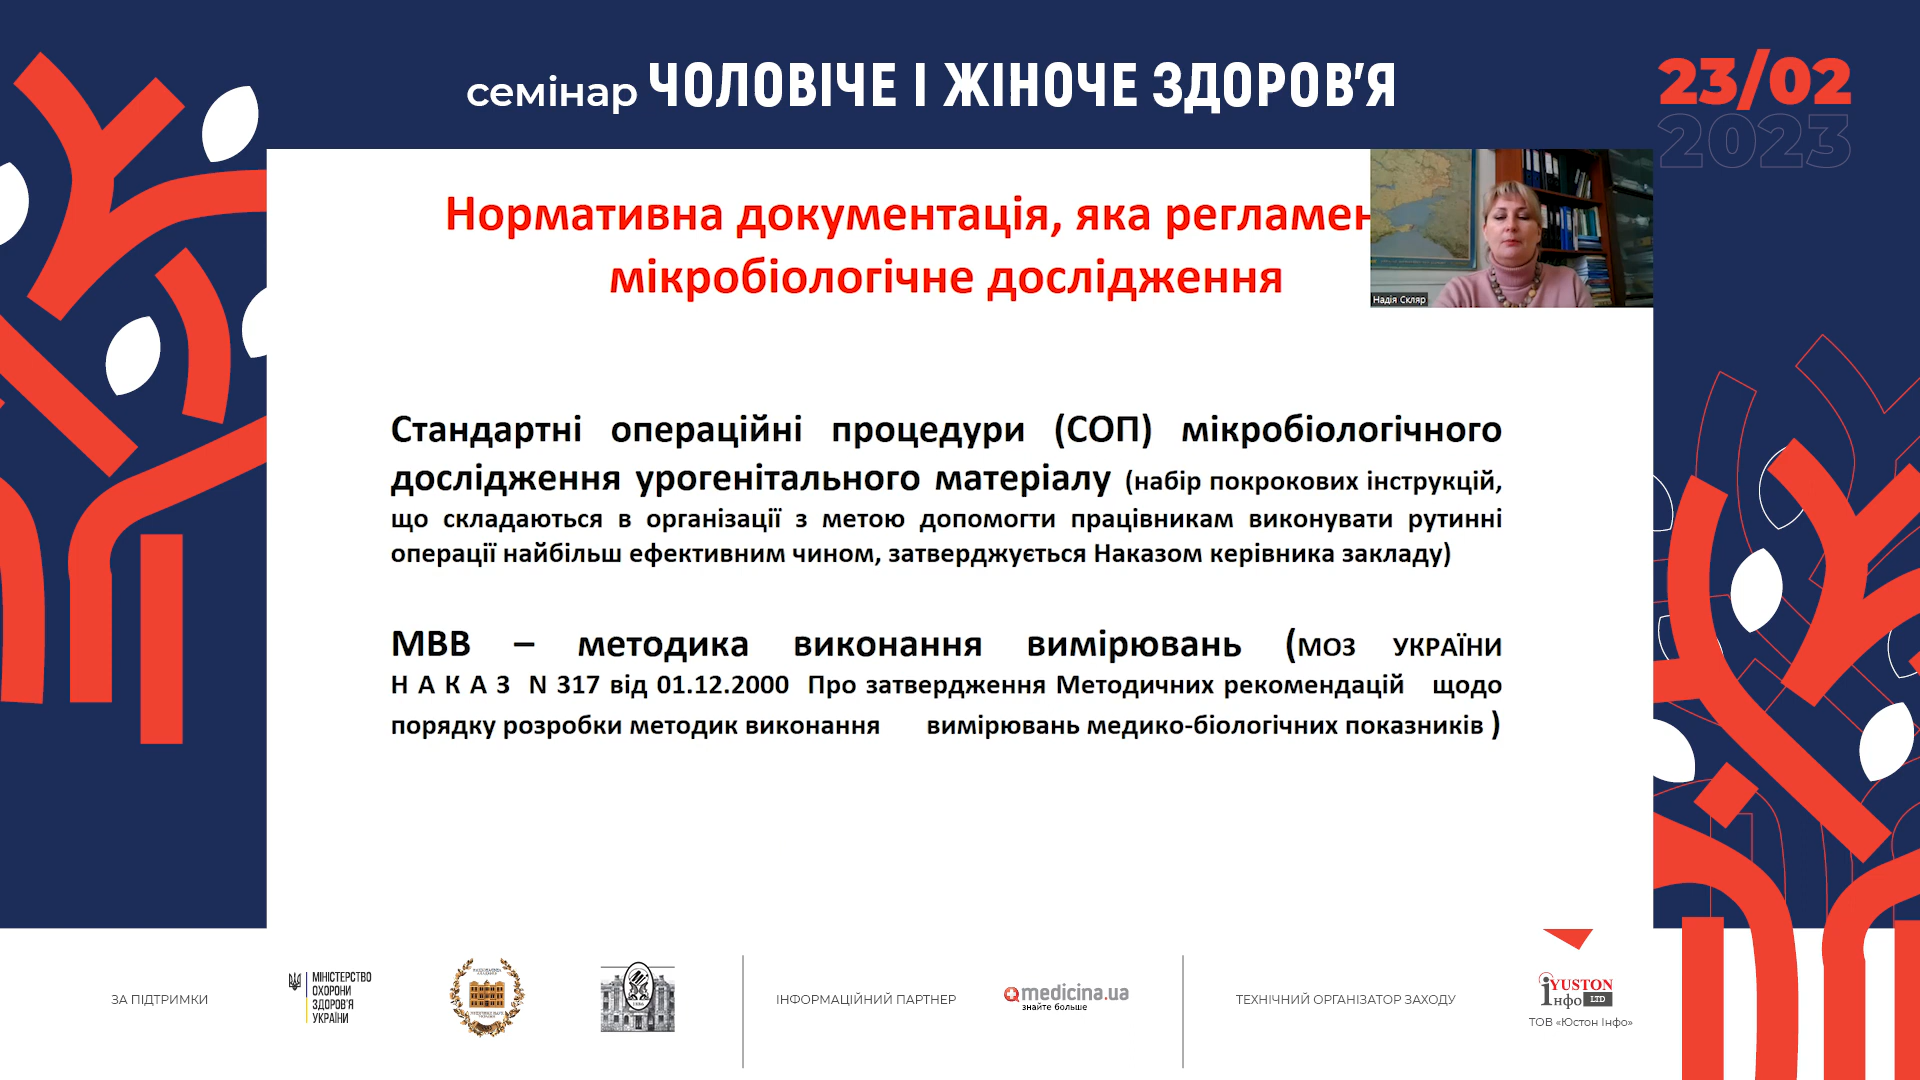 семінар ЧОЛОВІЧЕ І ЖІНОЧЕ ЗДОРОВ'Я
23/02
2023
Нормативна документація, яка регламен
мікробіологічне дослідження
Надія Скляр
Стандартні операційні процедури (СОП) мікробіологічного
дослідження урогенітального матеріалу (набір покрокових інструкцій,
що складаються в організації з метою допомогти працівникам виконувати рутинні
операції найбільш ефективним чином, затверджується Наказом керівника закладу)
МВВ – методика виконання вимірювань (МОЗ УКРАЇНИ
Н А К А З N 317 від 01.12.2000 Про затвердження Методичних рекомендацій щодо
порядку розробки методик виконання вимірювань медико-біологічних показників )
ЗА ПІДТРИМКИ
МІНІСТЕРСТВО
ОХОРОНИ
ЗДОРОВ'Я
УКРАЇНИ
ІНФОРМАЦІЙНИЙ ПАРТНЕР
medicina.ua
знайте больше
ТЕХНІЧНИЙ ОРГАНІЗАТОР ЗАХОДУ
iYUSTON
Інфо LTD
ТОВ «Юстон Інфо»